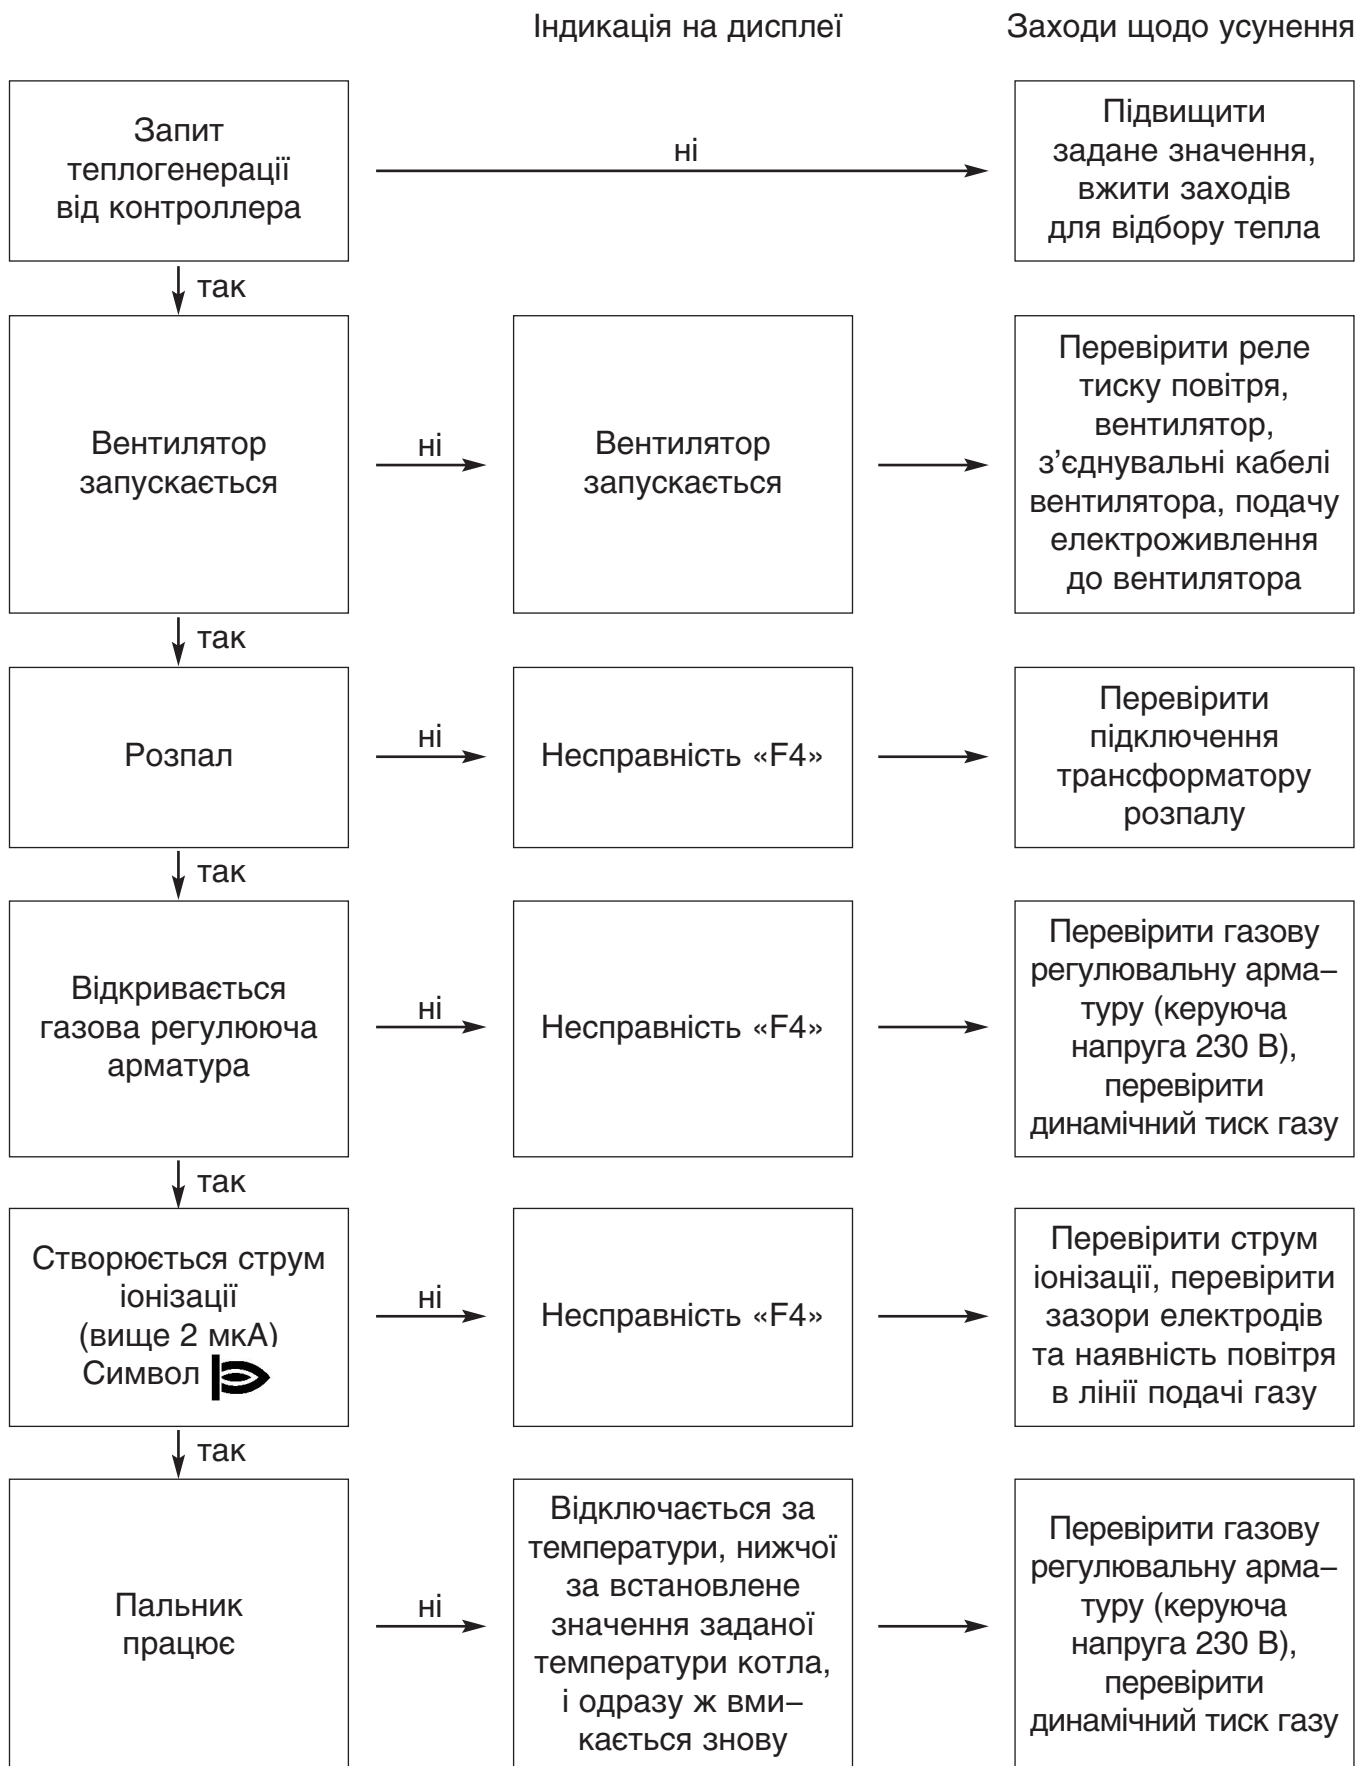 Індикація на дисплеї
Заходи щодо усунення
Запит
теплогенерації
від контроллера
ні
Підвищити
задане значення,
вжити заходів
для відбору тепла
так
Вентилятор
запускається
ні
Вентилятор
запускається
Перевірити реле
тиску повітря,
вентилятор,
з’єднувальні кабелі
вентилятора, подачу
електроживлення
до вентилятора
так
Розпал
ні
Несправність «F4»
Перевірити
підключення
трансформатору
розпалу
так
Відкривається
газова регулююча
арматура
ні
Несправність «F4»
Перевірити газову
регулювальну арма–
туру (керуюча
напруга 230 В),
перевірити
динамічний тиск газу
так
Створюється струм
іонізації
(вище 2 мкА)
Символ
ні
Несправність «F4»
Перевірити струм
іонізації, перевірити
зазори електродів
та наявність повітря
в лінії подачі газу
так
Пальник
працює
ні
Відключається за
температури, нижчої
за встановлене
значення заданої
температури котла,
і одразу ж вми–
кається знову
Перевірити газову
регулювальну арма–
туру (керуюча
напруга 230 В),
перевірити
динамічний тиск газу